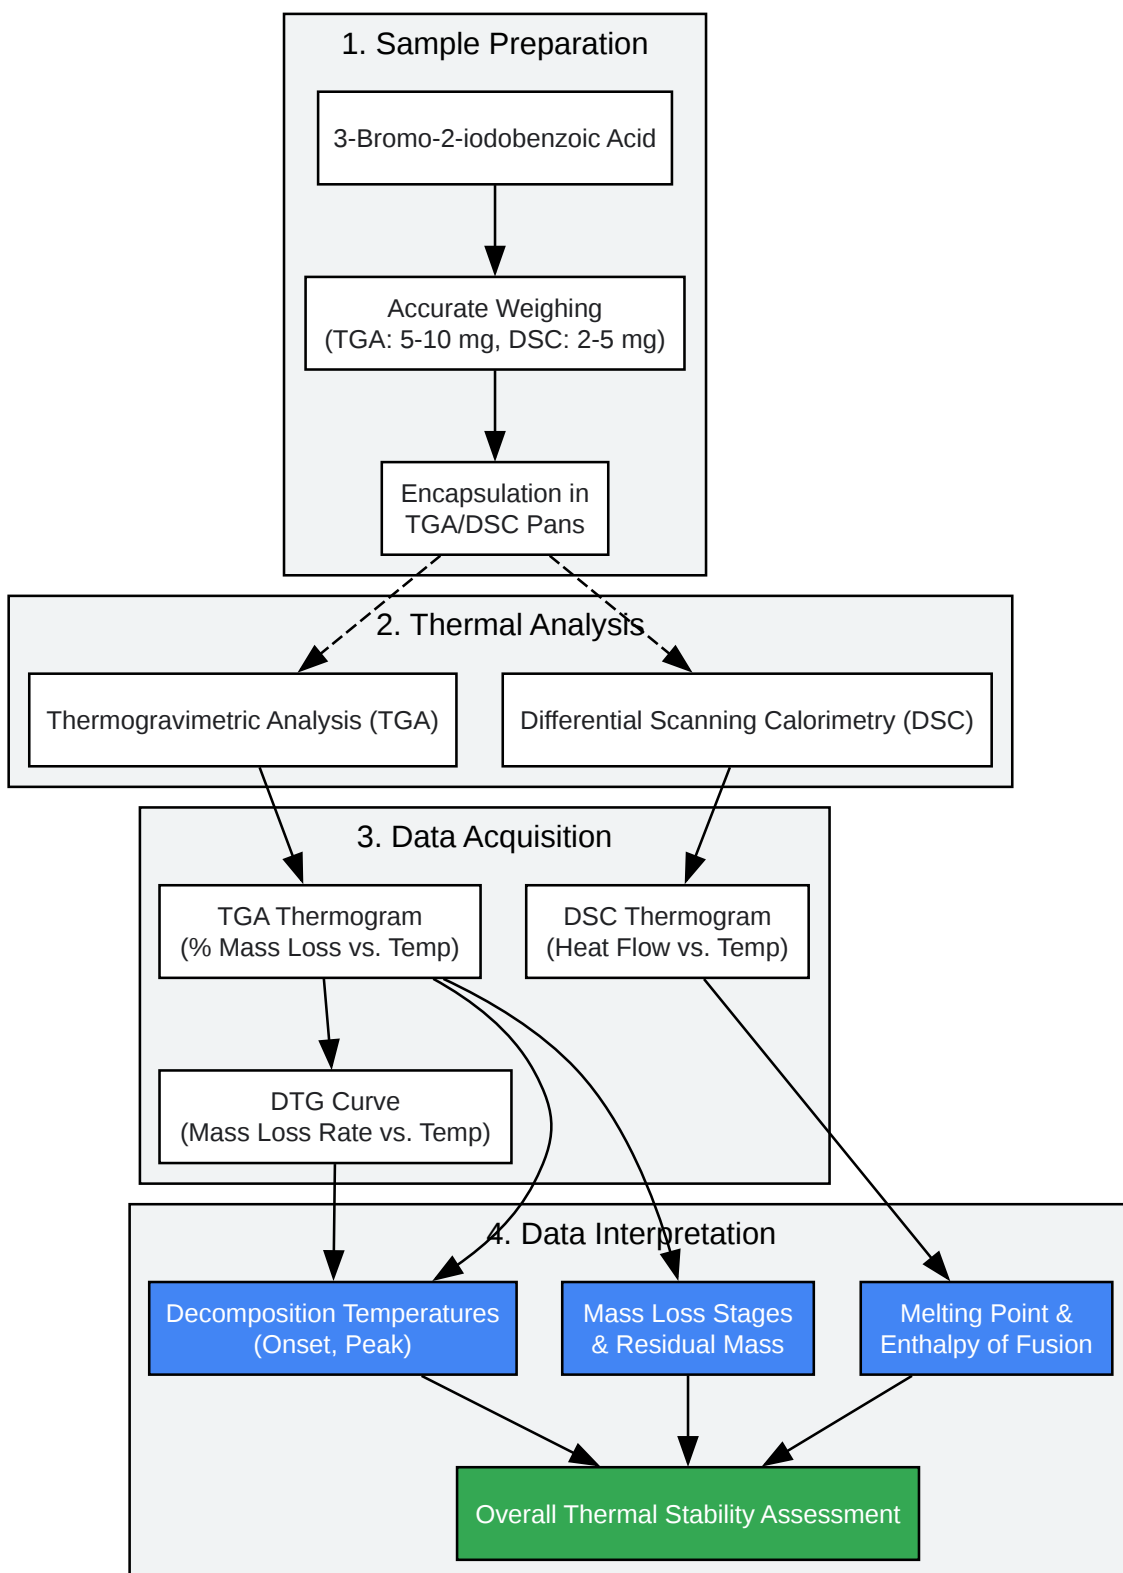 1. Sample Preparation
3-Bromo-2-iodobenzoic Acid
Accurate Weighing
(TGA: 5-10 mg, DSC: 2-5 mg)
Encapsulation in
TGA/DSC Pans
2. Thermal Analysis
Thermogravimetric Analysis (TGA)
Differential Scanning Calorimetry (DSC)
3. Data Acquisition
TGA Thermogram
(% Mass Loss vs. Temp)
DSC Thermogram
(Heat Flow vs. Temp)
DTG Curve
(Mass Loss Rate vs. Temp)
4. Data Interpretation
Decomposition Temperatures
(Onset, Peak)
Mass Loss Stages
& Residual Mass
Melting Point &
Enthalpy of Fusion
Overall Thermal Stability Assessment